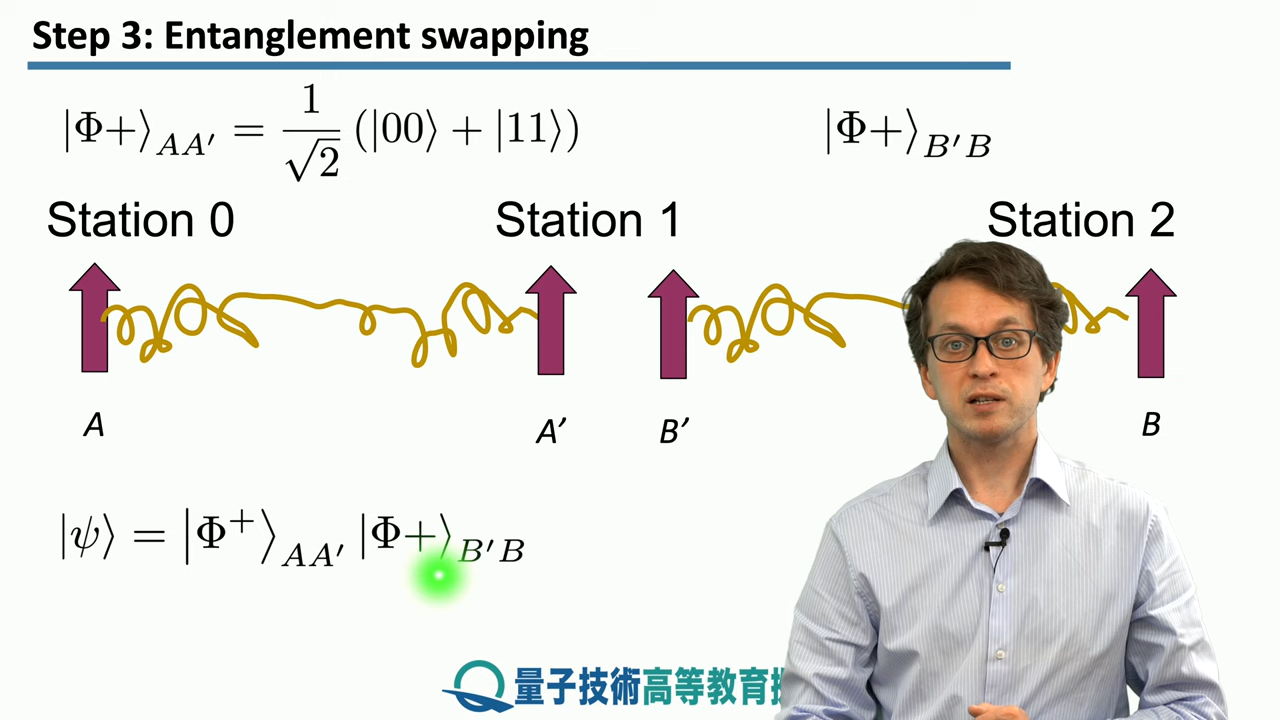 Step 3: Entanglement swapping
|Φ+⟩_{AA′} = 1/√2 (|00⟩ + |11⟩)
|Φ+⟩_{B′B}
Station 0
Station 1
Station 2
A
A’
B’
B
|ψ⟩ = |Φ⁺⟩_{AA′} |Φ+⟩_{B′B}
量子技術高等教育